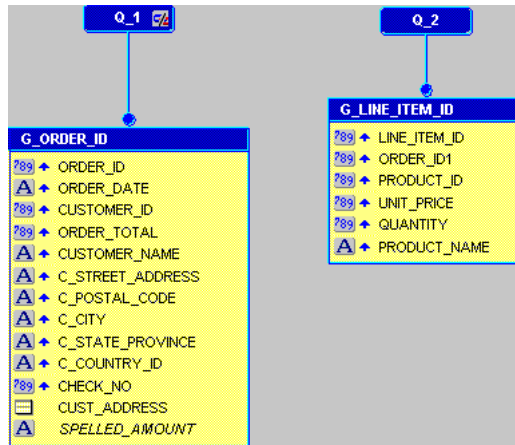 Q_1
G_ORDER_ID
789 ORDER_ID
A ORDER_DATE
789 CUSTOMER_ID
789 ORDER_TOTAL
A CUSTOMER_NAME
A C_STREET_ADDRESS
A C_POSTAL_CODE
A C_CITY
A C_STATE_PROVINCE
A C_COUNTRY_ID
789 CHECK_NO
CUST_ADDRESS
A SPELLED_AMOUNT
Q_2
G_LINE_ITEM_ID
789 LINE_ITEM_ID
789 ORDER_ID1
789 PRODUCT_ID
789 UNIT_PRICE
789 QUANTITY
A PRODUCT_NAME